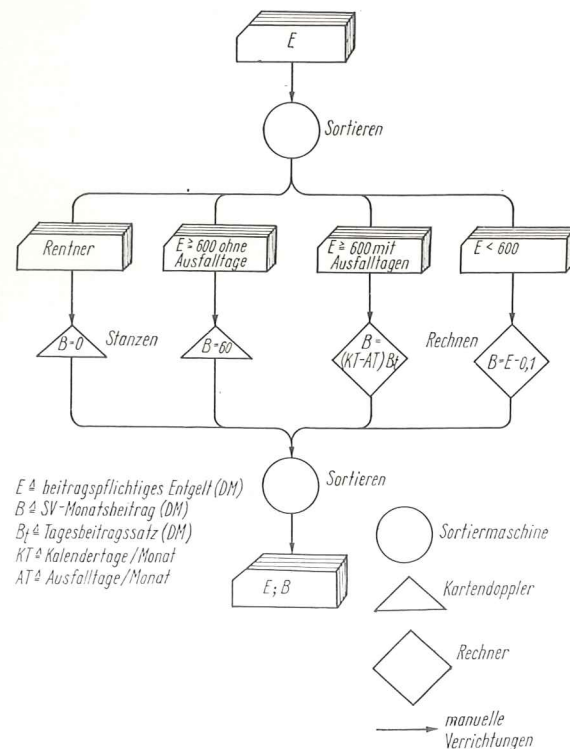 E
Sortieren
Rentner
E ≧ 600 ohne
Ausfalltage
E ≧ 600 mit
Ausfalltagen
E < 600
B = 0
Stanzen
B = 60
B =
(KT-AT) Bt
Rechnen
B=E·0,1
Sortieren
E ≙ beitragspflichtiges Entgelt (DM)
B ≙ SV-Monatsbeitrag (DM)
Bt ≙ Tagesbeitragssatz (DM)
KT ≙ Kalendertage/Monat
AT ≙ Ausfalltage/Monat
E; B
Sortiermaschine
Kartendoppler
Rechner
manuelle
Verrichtungen